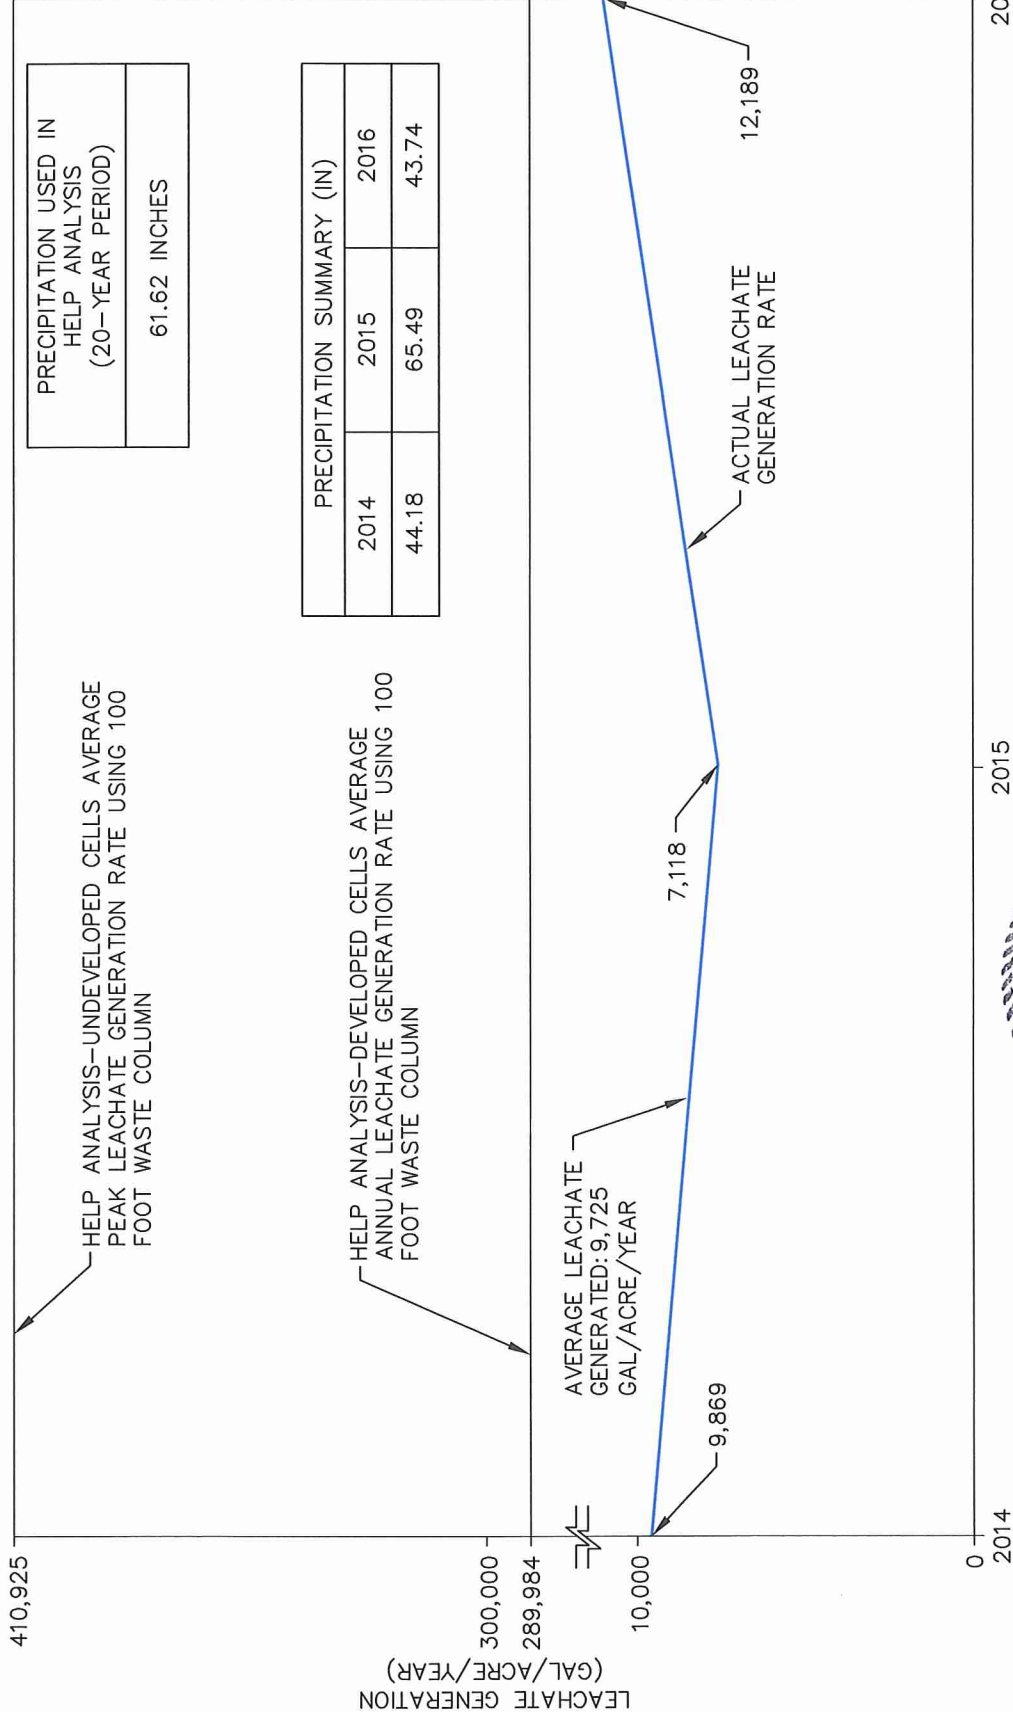 LEACHATE GENERATION
(GAL/ACRE/YEAR)
410,925
300,000
289,984
10,000
0
HELP ANALYSIS-UNDEVELOPED CELLS AVERAGE
PEAK LEACHATE GENERATION RATE USING 100
FOOT WASTE COLUMN
PRECIPITATION USED IN
HELP ANALYSIS
(20-YEAR PERIOD)
61.62 INCHES
HELP ANALYSIS-DEVELOPED CELLS AVERAGE
ANNUAL LEACHATE GENERATION RATE USING 100
FOOT WASTE COLUMN
PRECIPITATION SUMMARY (IN)
2014 2015 2016
44.18 65.49 43.74
AVERAGE LEACHATE
GENERATED: 9,725
GAL/ACRE/YEAR
9,869
7,118
ACTUAL LEACHATE
GENERATION RATE
12,189
2014 2015 20